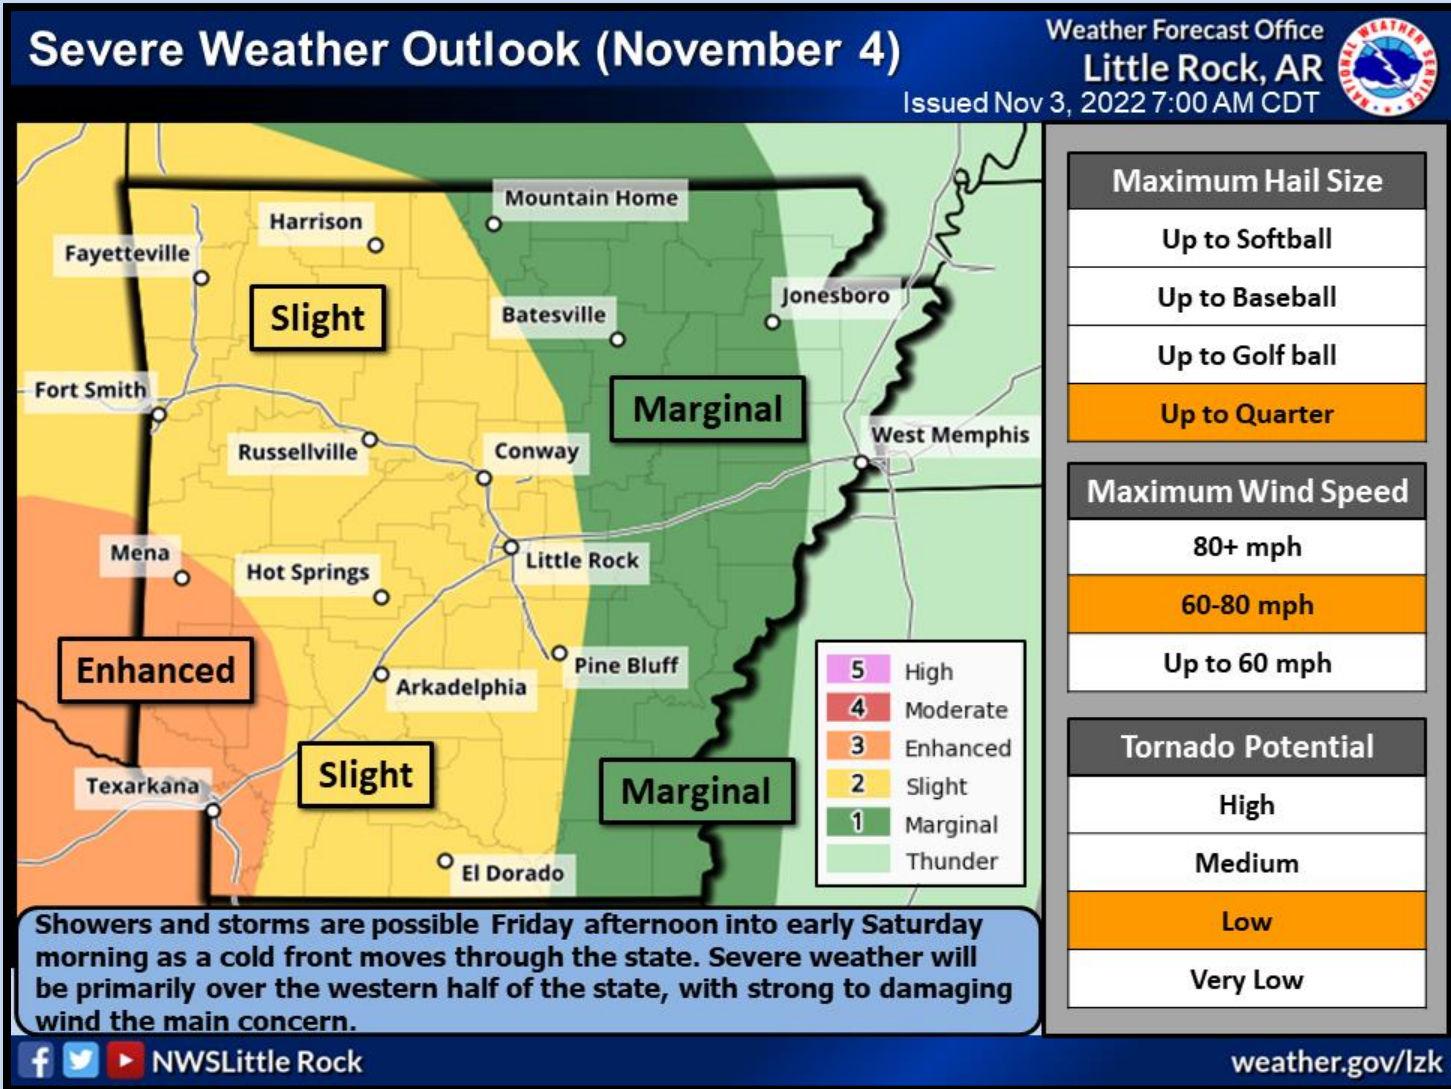 Severe Weather Outlook (November 4)
Weather Forecast Office
Little Rock, AR
Issued Nov 3, 2022 7:00 AM CDT
NATIONAL WEATHER SERVICE
Mountain Home
Harrison
Fayetteville
Jonesboro
Slight
Batesville
Fort Smith
Marginal
West Memphis
Russellville
Conway
Mena
Hot Springs
Little Rock
Enhanced
Pine Bluff
Arkadelphia
Texarkana
Slight
Marginal
El Dorado
5 High
4 Moderate
3 Enhanced
2 Slight
1 Marginal
Thunder
Showers and storms are possible Friday afternoon into early Saturday
morning as a cold front moves through the state. Severe weather will
be primarily over the western half of the state, with strong to damaging
wind the main concern.
Maximum Hail Size
Up to Softball
Up to Baseball
Up to Golf ball
Up to Quarter
Maximum Wind Speed
80+ mph
60-80 mph
Up to 60 mph
Tornado Potential
High
Medium
Low
Very Low
NWSLittle Rock
weather.gov/lzk